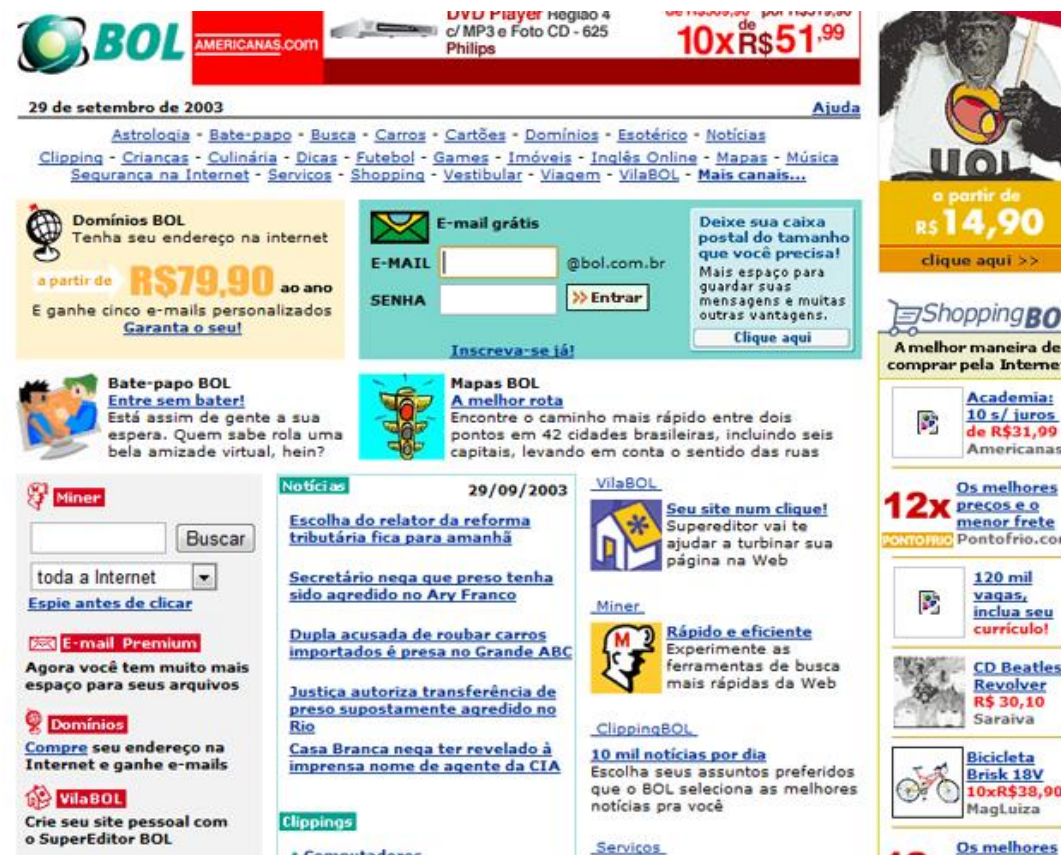 BOL
AMERICANAS.COM
DVD Player Região 4
c/ MP3 e Foto CD - 625
Philips
de
10x R$51,99
29 de setembro de 2003
Ajuda
Astrologia - Bate-papo - Busca - Carros - Cartões - Domínios - Esotérico - Notícias
Clipping - Crianças - Culinária - Dicas - Futebol - Games - Imóveis - Inglês Online - Mapas - Música
Segurança na Internet - Serviços - Shopping - Vestibular - Viagem - VilaBOL - Mais canais...
Domínios BOL
Tenha seu endereço na internet
a partir de R$79,90 ao ano
E ganhe cinco e-mails personalizados
Garanta o seu!
E-mail grátis
E-MAIL @bol.com.br
SENHA Entrar
Inscreva-se já!
Deixe sua caixa
postal do tamanho
que você precisa!
Mais espaço para
guardar suas
mensagens e muitas
outras vantagens.
Clique aqui
Bate-papo BOL
Entre sem bater!
Está assim de gente a sua
espera. Quem sabe rola uma
bela amizade virtual, hein?
Mapas BOL
A melhor rota
Encontre o caminho mais rápido entre dois
pontos em 42 cidades brasileiras, incluindo seis
capitais, levando em conta o sentido das ruas
Miner
Buscar
toda a Internet
Espie antes de clicar
E-mail Premium
Agora você tem muito mais
espaço para seus arquivos
Domínios
Compre seu endereço na
Internet e ganhe e-mails
VilaBOL
Crie seu site pessoal com
o SuperEditor BOL
Notícias
29/09/2003
Escolha do relator da reforma
tributária fica para amanhã
Secretário nega que preso tenha
sido agredido no Ary Franco
Dupla acusada de roubar carros
importados é presa no Grande ABC
Justiça autoriza transferência de
preso supostamente agredido no
Rio
Casa Branca nega ter revelado à
imprensa nome de agente da CIA
Clippings
Computadores
VilaBOL
Seu site num clique!
Supereditor vai te
ajudar a turbinar sua
página na Web
Miner
M
Rápido e eficiente
Experimente as
ferramentas de busca
mais rápidas da Web
ClippingBOL
10 mil notícias por dia
Escolha seus assuntos preferidos
que o BOL seleciona as melhores
notícias pra você
Serviços
UOL
a partir de
R$14,90
clique aqui >>
Shopping BO
A melhor maneira de
comprar pela Interne
Academia:
10 s/ juros
de R$31,99
Americanas
12x
PONTOFRIO
Os melhores
preços e o
menor frete
Pontofrio.co
120 mil
vagas,
inclua seu
currículo!
CD Beatles
Revolver
R$ 30,10
Saraiva
Bicicleta
Brisk 18V
10xR$38,90
MagLuiza
Os melhores